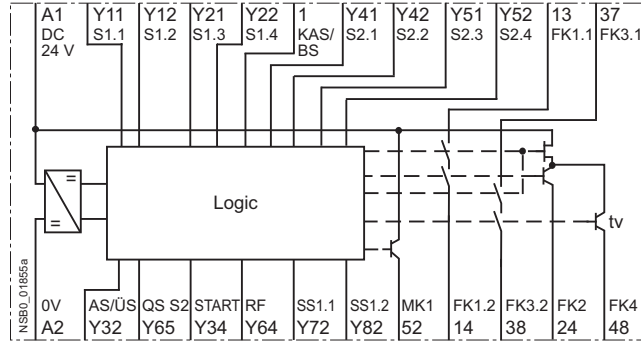 A1 Y11 Y12 Y21 Y22 1 Y41 Y42 Y51 Y52 13 37
DC S1.1 S1.2 S1.3 S1.4 KAS/ S2.1 S2.2 S2.3 S2.4 FK1.1 FK3.1
24 V BS
=
Logic
=
tv
NSB0_01855a
0V AS/ÜS QS S2 START RF SS1.1 SS1.2 MK1 FK1.2 FK3.2 FK2 FK4
A2 Y32 Y65 Y34 Y64 Y72 Y82 52 14 38 24 48